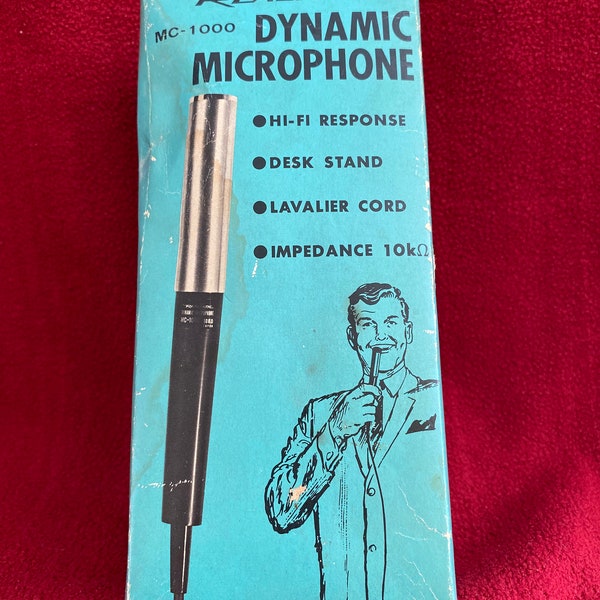 MC-1000 DYNAMIC
MICROPHONE
●HI-FI RESPONSE
●DESK STAND
●LAVALIER CORD
●IMPEDANCE 10kΩ